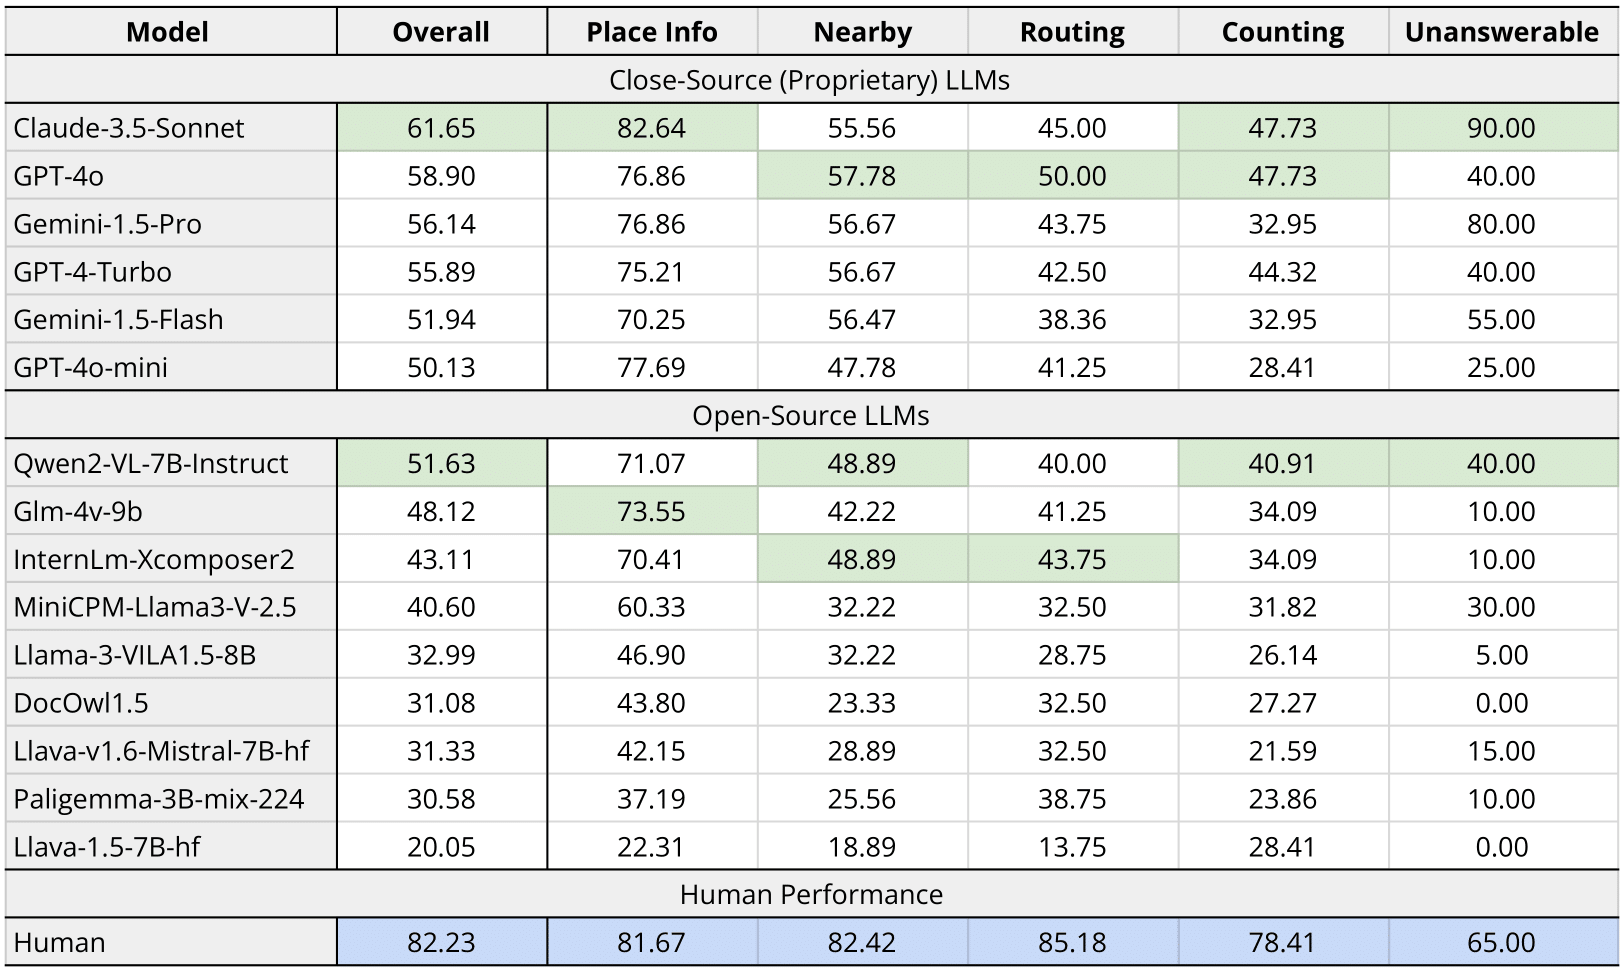 Model Overall Place Info Nearby Routing Counting Unanswerable
Close-Source (Proprietary) LLMs
Claude-3.5-Sonnet 61.65 82.64 55.56 45.00 47.73 90.00
GPT-4o 58.90 76.86 57.78 50.00 47.73 40.00
Gemini-1.5-Pro 56.14 76.86 56.67 43.75 32.95 80.00
GPT-4-Turbo 55.89 75.21 56.67 42.50 44.32 40.00
Gemini-1.5-Flash 51.94 70.25 56.47 38.36 32.95 55.00
GPT-4o-mini 50.13 77.69 47.78 41.25 28.41 25.00
Open-Source LLMs
Qwen2-VL-7B-Instruct 51.63 71.07 48.89 40.00 40.91 40.00
Glm-4v-9b 48.12 73.55 42.22 41.25 34.09 10.00
InternLm-Xcomposer2 43.11 70.41 48.89 43.75 34.09 10.00
MiniCPM-Llama3-V-2.5 40.60 60.33 32.22 32.50 31.82 30.00
Llama-3-VILA1.5-8B 32.99 46.90 32.22 28.75 26.14 5.00
DocOwl1.5 31.08 43.80 23.33 32.50 27.27 0.00
Llava-v1.6-Mistral-7B-hf 31.33 42.15 28.89 32.50 21.59 15.00
Paligemma-3B-mix-224 30.58 37.19 25.56 38.75 23.86 10.00
Llava-1.5-7B-hf 20.05 22.31 18.89 13.75 28.41 0.00
Human Performance
Human 82.23 81.67 82.42 85.18 78.41 65.00